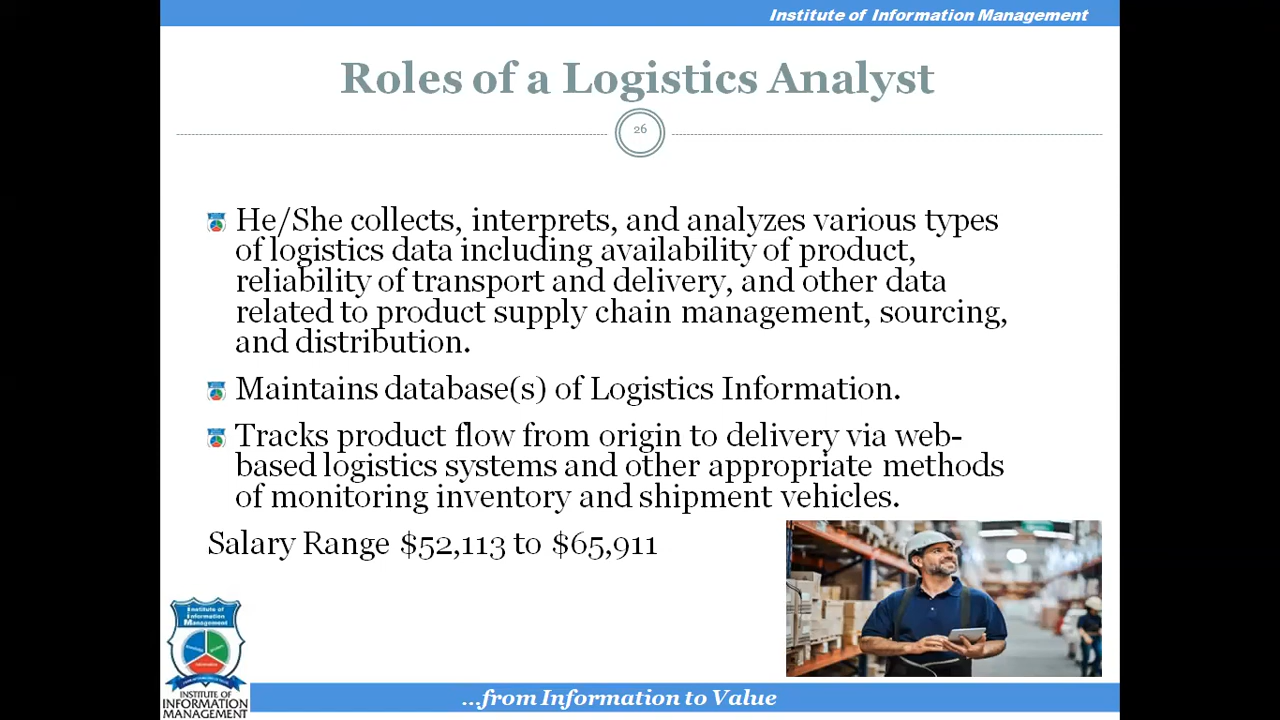 Institute of Information Management
Roles of a Logistics Analyst
26
He/She collects, interprets, and analyzes various types
of logistics data including availability of product,
reliability of transport and delivery, and other data
related to product supply chain management, sourcing,
and distribution.
Maintains database(s) of Logistics Information.
Tracks product flow from origin to delivery via web-
based logistics systems and other appropriate methods
of monitoring inventory and shipment vehicles.
Salary Range $52,113 to $65,911
Institute of
Information
Management
INSTITUTE OF
INFORMATION
MANAGEMENT
...from Information to Value